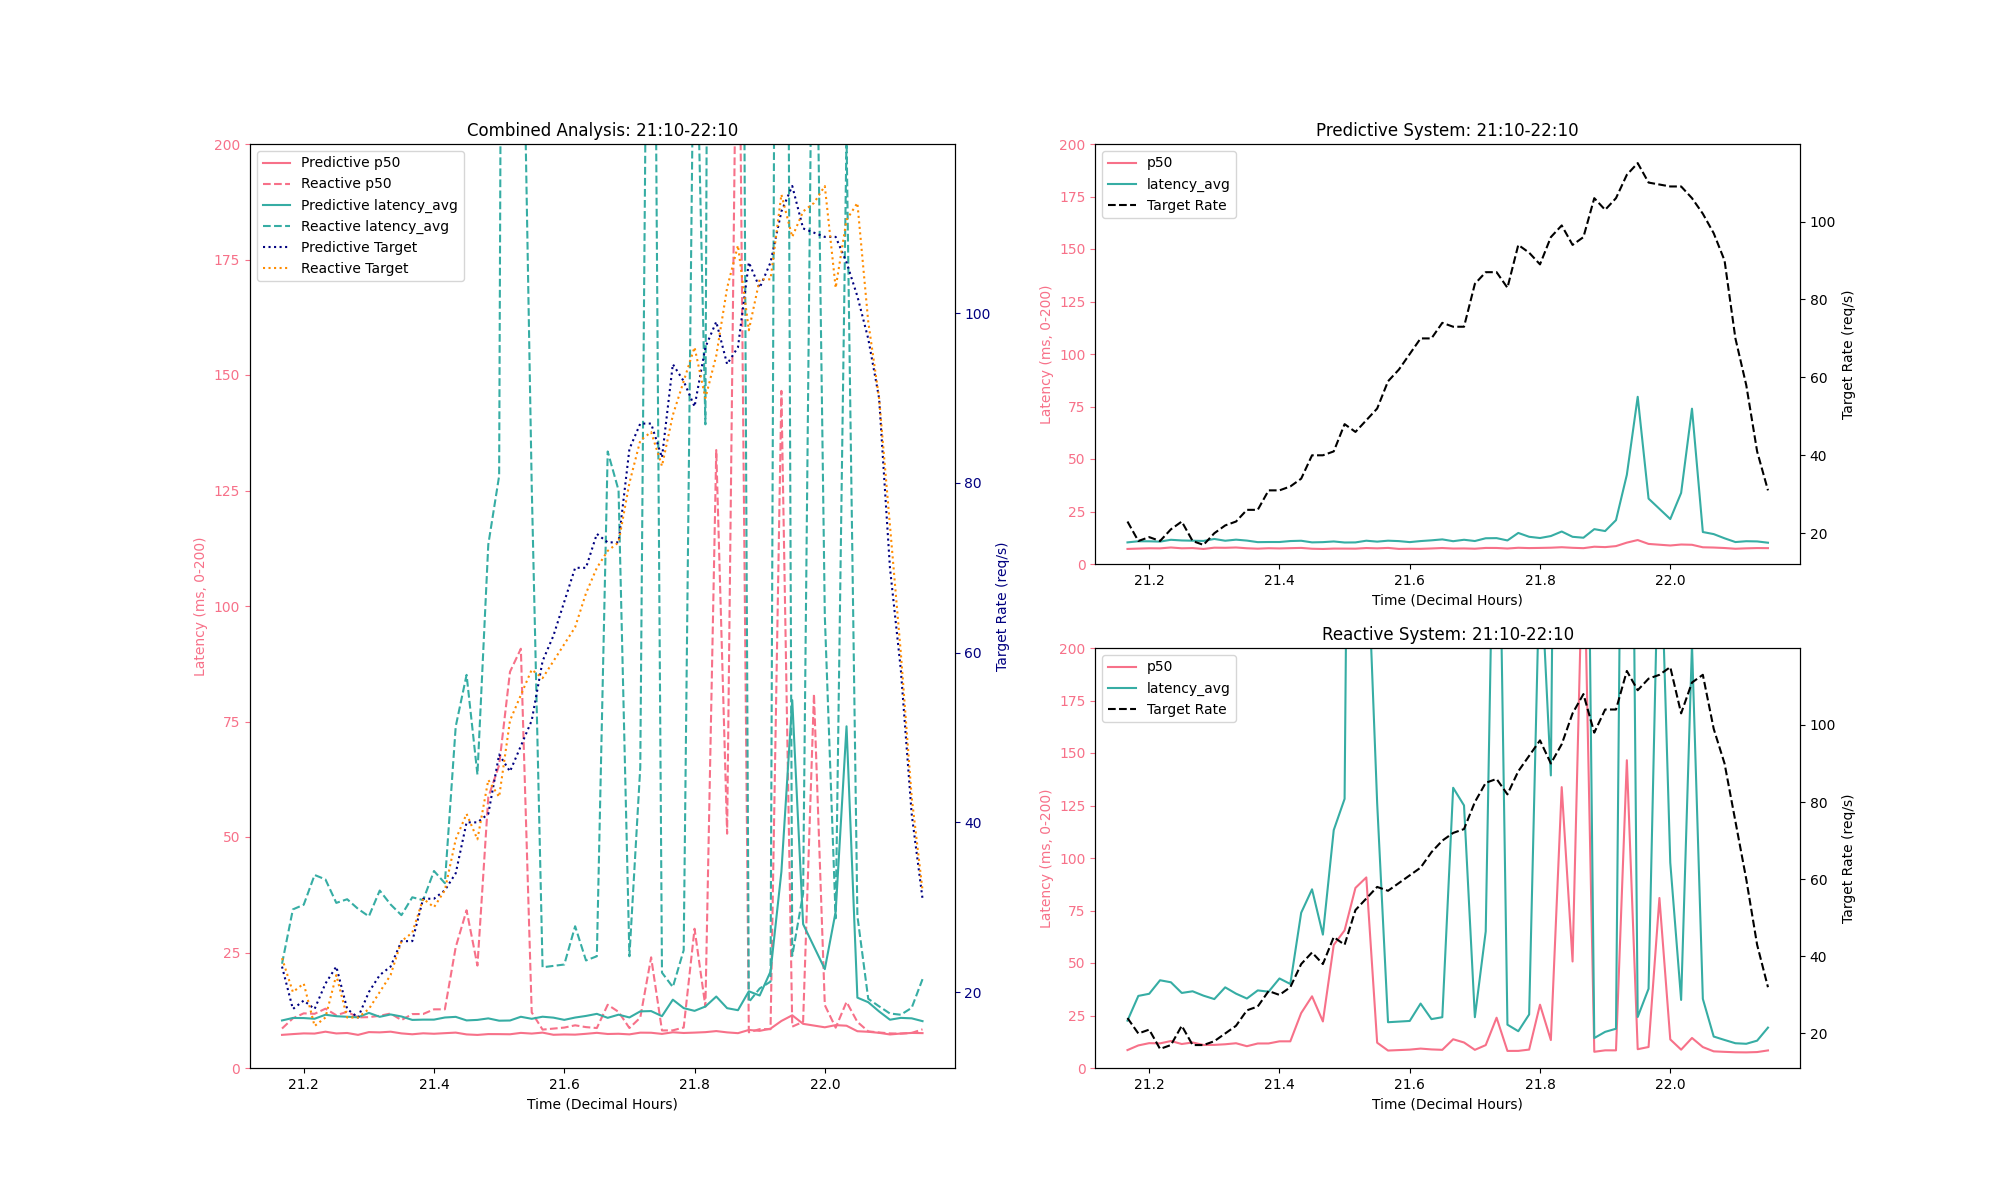 Combined Analysis: 21:10-22:10
Predictive p50
Reactive p50
Predictive latency_avg
Reactive latency_avg
Predictive Target
Reactive Target
200
175
150
125
100
75
50
25
0
Latency (ms, 0-200)
100
80
60
40
20
Target Rate (req/s)
21.2 21.4 21.6 21.8 22.0
Time (Decimal Hours)
Predictive System: 21:10-22:10
p50
latency_avg
Target Rate
200
175
150
125
100
75
50
25
0
Latency (ms, 0-200)
100
80
60
40
20
Target Rate (req/s)
21.2 21.4 21.6 21.8 22.0
Time (Decimal Hours)
Reactive System: 21:10-22:10
p50
latency_avg
Target Rate
200
175
150
125
100
75
50
25
0
Latency (ms, 0-200)
100
80
60
40
20
Target Rate (req/s)
21.2 21.4 21.6 21.8 22.0
Time (Decimal Hours)